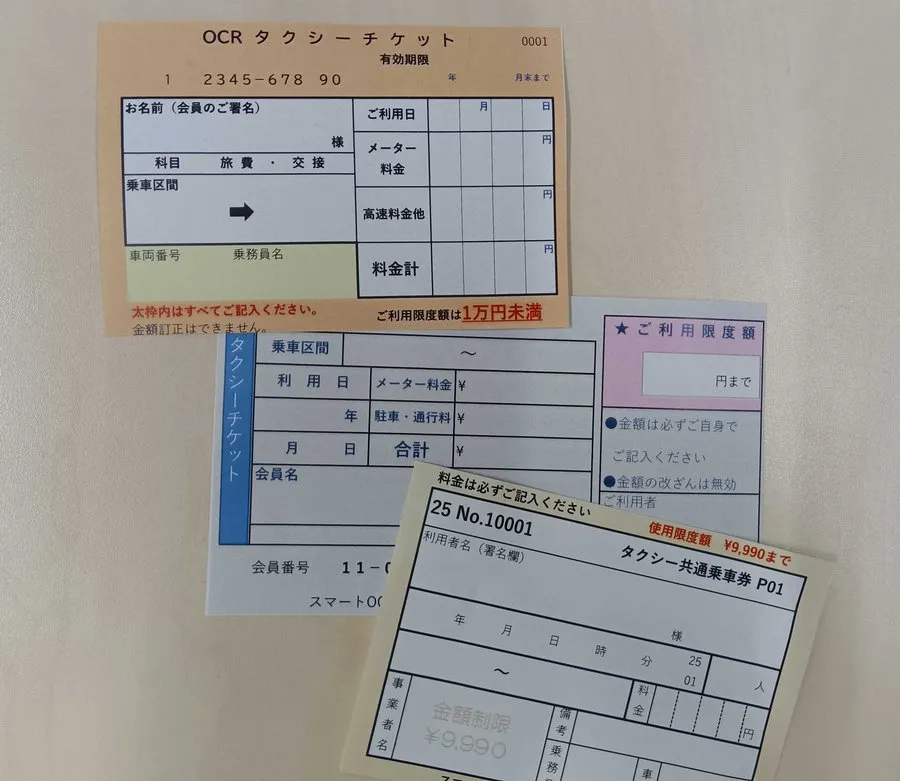 OCR タクシーチケット
0001
有効期限
1 2345-678 90
年 月末まで
お名前（会員のご署名）
様
科目 旅費・交接
乗車区間
➡
車両番号 乗務員名
ご利用日 月 日
メーター料金 円
高速料金他 円
料金計 円
太枠内はすべてご記入ください。
金額訂正はできません。
ご利用限度額は1万円未満
タクシーチケット
乗車区間 ～
利用日 メーター料金 ¥
年 駐車・通行料 ¥
月 日 合計 ¥
会員名
会員番号 11-
スマートOC
★ご利用限度額
円まで
●金額は必ずご自身で
ご記入ください
●金額の改ざんは無効
ご利用者
料金は必ずご記入ください
使用限度額 ¥9,990まで
25 No.10001
タクシー共通乗車券 P01
利用者名（署名欄）
様
年 月 日 時 分
25
01
人
～
料金 円
事業者名
金額制限
¥9,990
備考
乗務
車